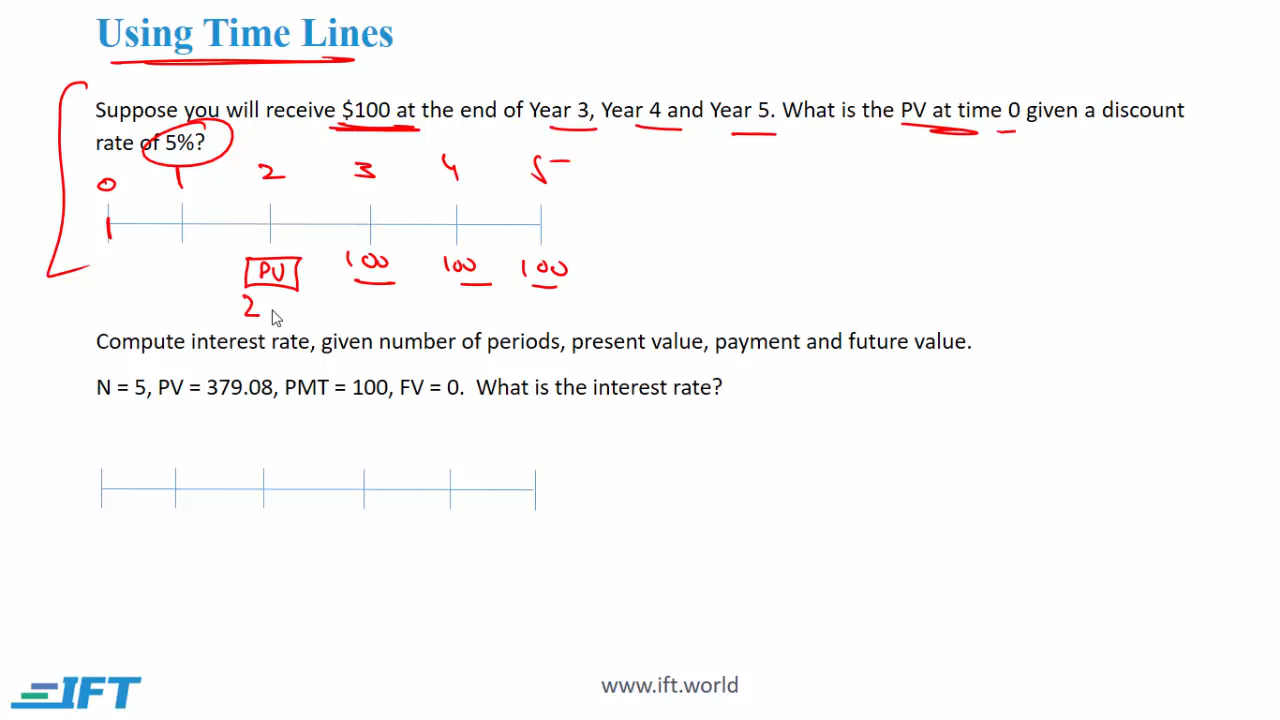 Using Time Lines
Suppose you will receive $100 at the end of Year 3, Year 4 and Year 5. What is the PV at time 0 given a discount
rate of 5%?
0 1 2 3 4 5
PV 100 100 100
2
Compute interest rate, given number of periods, present value, payment and future value.
N = 5, PV = 379.08, PMT = 100, FV = 0. What is the interest rate?
IFT
www.ift.world